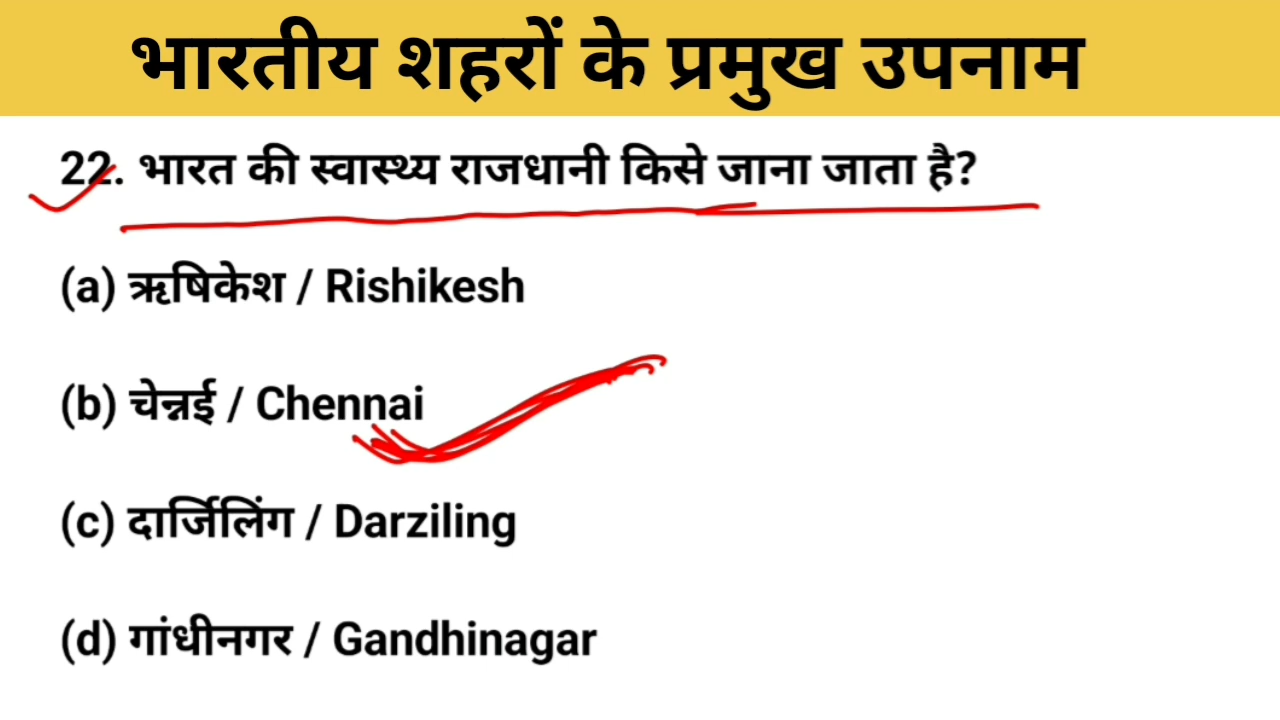 भारतीय शहरों के प्रमुख उपनाम
22. भारत की स्वास्थ्य राजधानी किसे जाना जाता है?
(a) ऋषिकेश / Rishikesh
(b) चेन्नई / Chennai
(c) दार्जिलिंग / Darziling
(d) गांधीनगर / Gandhinagar